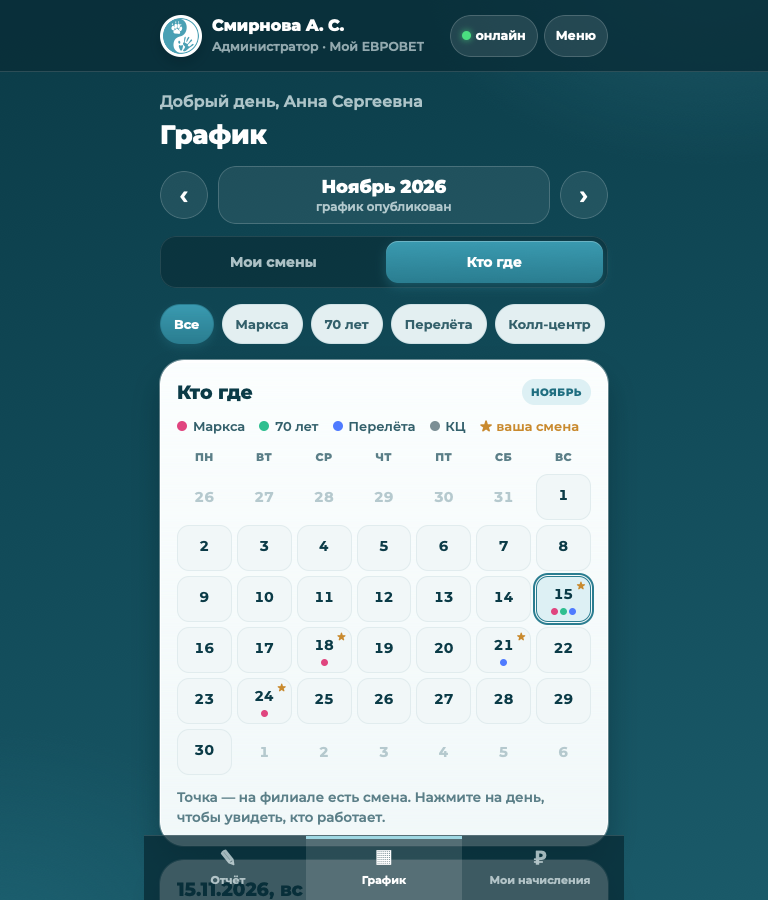 Смирнова А. С.
Администратор · Мой ЕВРОВЕТ
онлайн
Меню
Добрый день, Анна Сергеевна
График
‹
Ноябрь 2026
график опубликован
›
Мои смены
Кто где
Все
Маркса
70 лет
Перелёта
Колл-центр
Кто где
НОЯБРЬ
Маркса
70 лет
Перелёта
КЦ
★ ваша смена
ПН ВТ СР ЧТ ПТ СБ ВС
26 27 28 29 30 31 1
2 3 4 5 6 7 8
9 10 11 12 13 14 15
16 17 18 19 20 21 22
23 24 25 26 27 28 29
30 1 2 3 4 5 6
Точка — на филиале есть смена. Нажмите на день,
чтобы увидеть, кто работает.
15.11.2026, вс
Отчёт
График
₽
Мои начисления